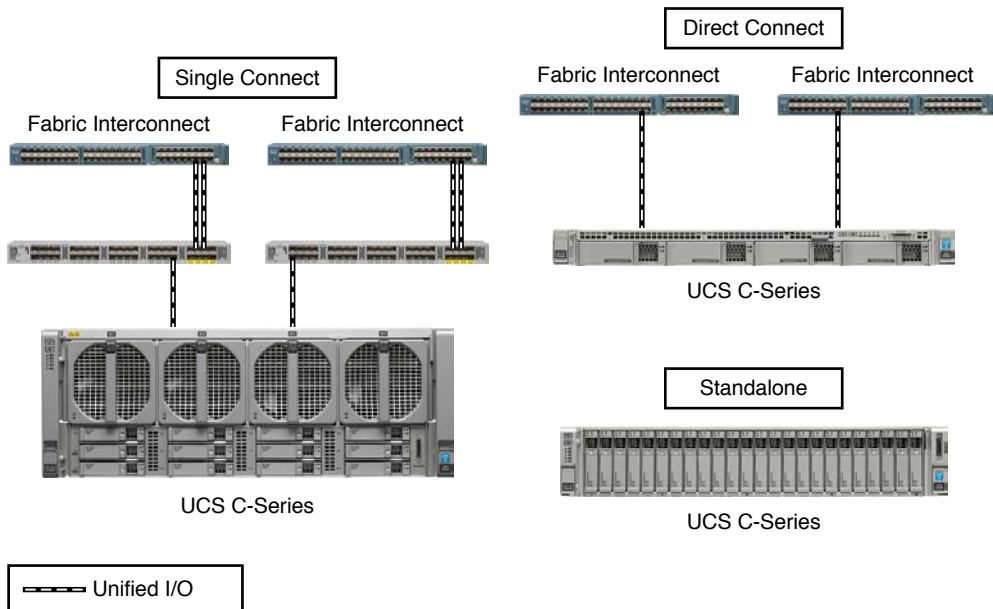 Single Connect
Fabric Interconnect
Fabric Interconnect
UCS C-Series
Direct Connect
Fabric Interconnect
Fabric Interconnect
UCS C-Series
Standalone
UCS C-Series
Unified I/O